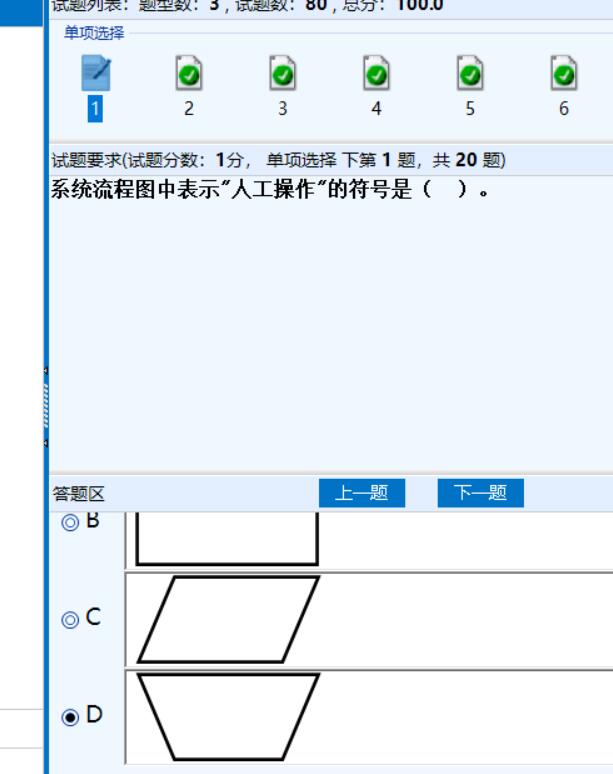 试题列表：题型数：3，试题数：80，总分：100.0
单项选择
1 2 3 4 5 6
试题要求(试题分数：1分， 单项选择 下第 1 题，共 20 题)
系统流程图中表示"人工操作"的符号是（ ）。
答题区 上一题 下一题
B
C
D